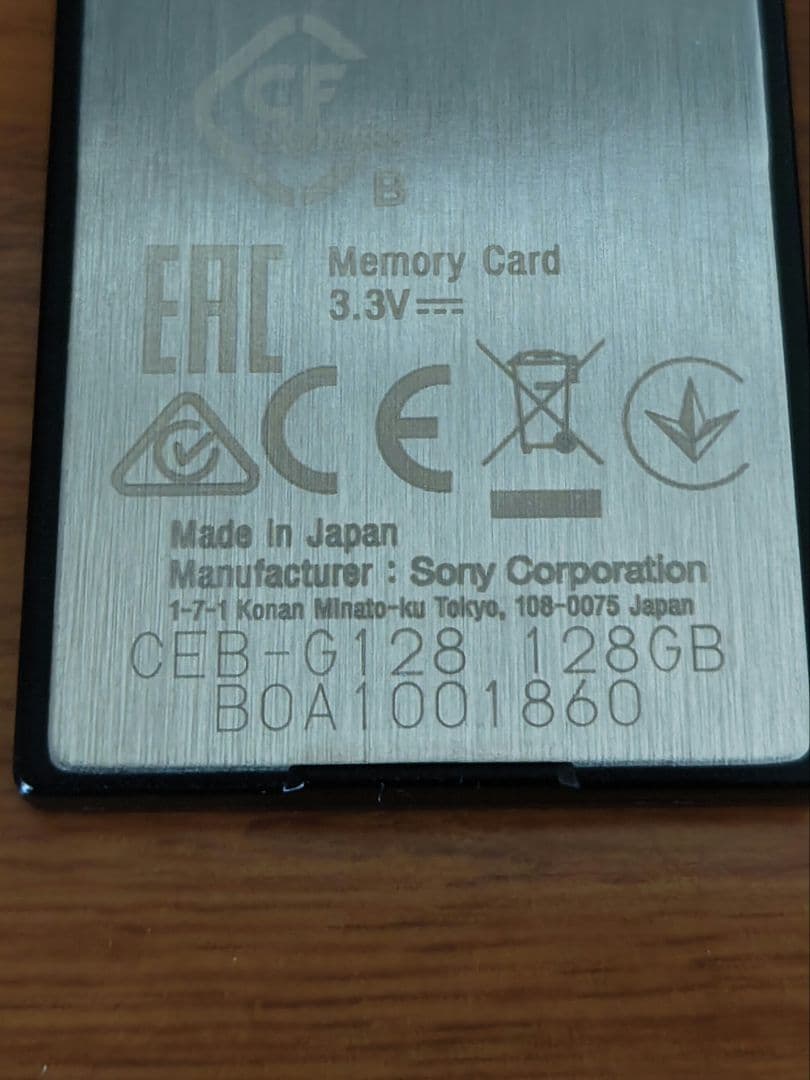 CF
B
EAC
Memory Card
3.3V⎓
CE
Made In Japan
Manufacturer : Sony Corporation
1-7-1 Konan Minato-ku Tokyo, 108-0075 Japan
CEB-G128 128GB
B0A1001860